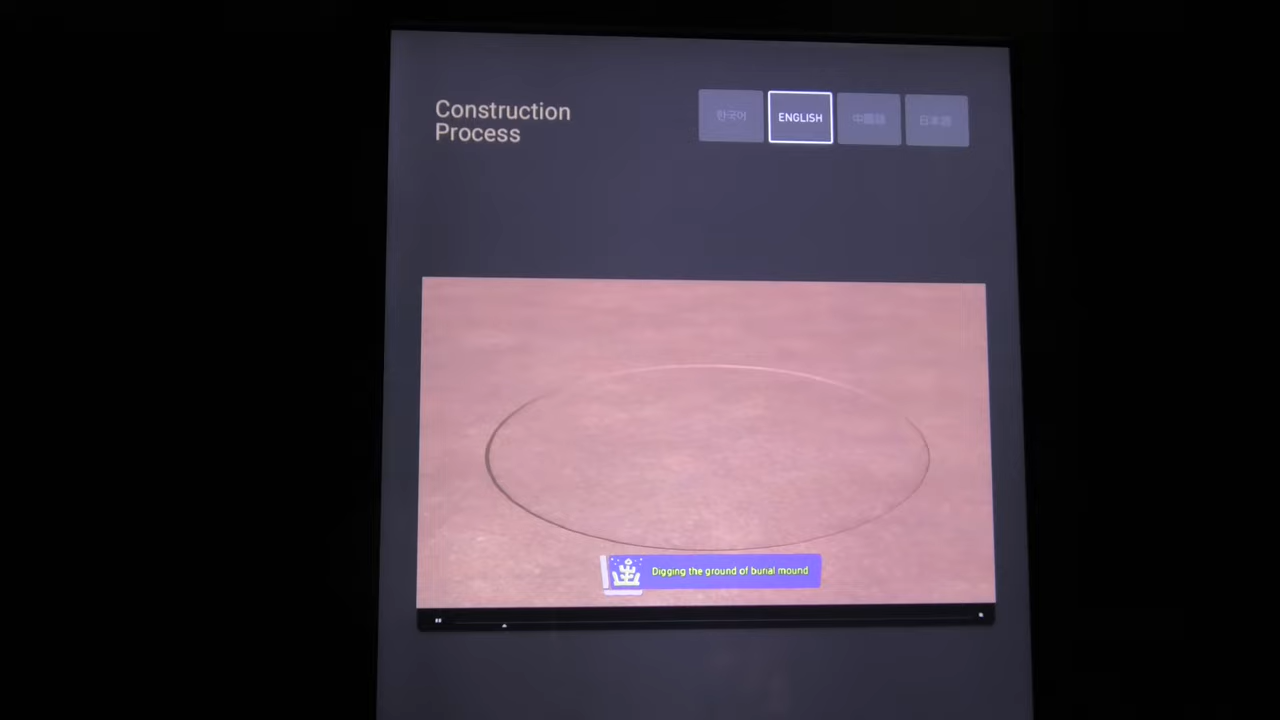 Construction
Process
한국어
ENGLISH
中國語
日本語
Digging the ground of burial mound